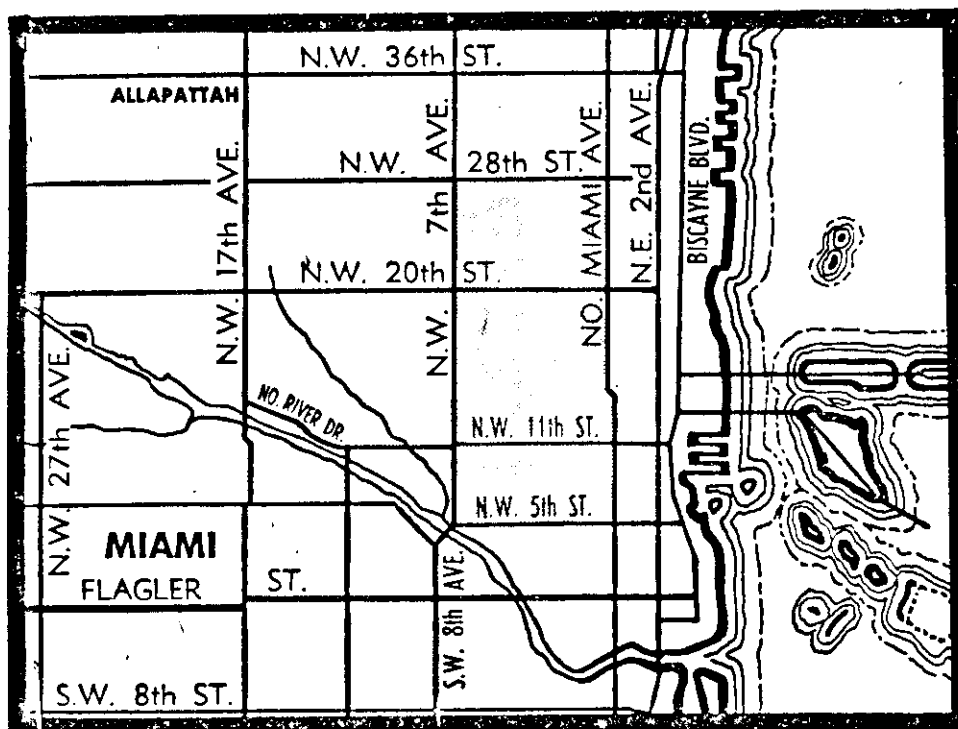 N.W. 36th ST.
ALLAPATTAH
N.W. 28th ST.
N.W. 17th AVE.
N.W. 7th AVE.
NO. MIAMI AVE.
N.E. 2nd AVE.
BISCAYNE BLVD.
N.W. 20th ST.
N.W. 27th AVE.
NO. RIVER DR.
N.W. 11th ST.
N.W. 5th ST.
MIAMI
FLAGLER ST.
S.W. 8th AVE.
S.W. 8th ST.